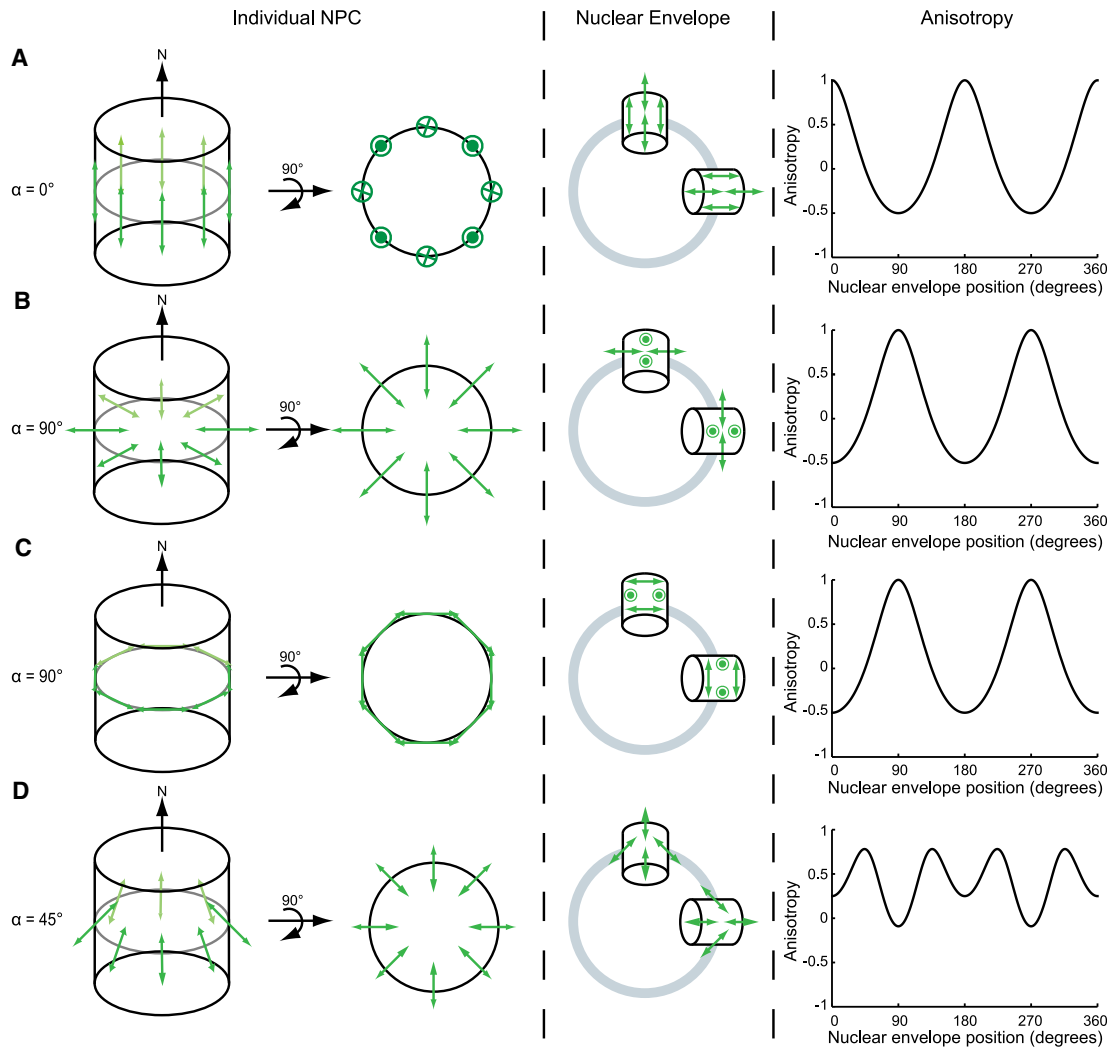 Individual NPC
Nuclear Envelope
Anisotropy
A
N
α = 0°
90°
Anisotropy
1
0.5
0
-0.5
-1
0 90 180 270 360
Nuclear envelope position (degrees)
B
N
α = 90°
90°
Anisotropy
1
0.5
0
-0.5
-1
0 90 180 270 360
Nuclear envelope position (degrees)
C
N
α = 90°
90°
Anisotropy
1
0.5
0
-0.5
-1
0 90 180 270 360
Nuclear envelope position (degrees)
D
N
α = 45°
90°
Anisotropy
1
0.5
0
-0.5
-1
0 90 180 270 360
Nuclear envelope position (degrees)